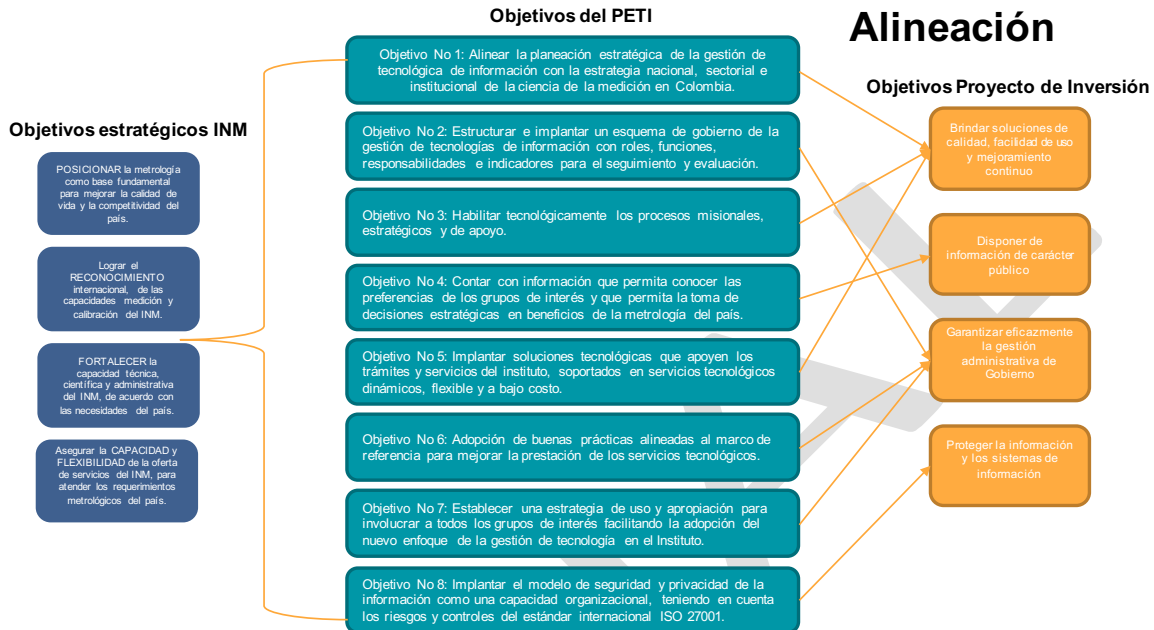 Alineación
Objetivos estratégicos INM
POSICIONAR la metrología
como base fundamental
para mejorar la calidad de
vida y la competitividad del
país.
Lograr el
RECONOCIMIENTO
internacional, de las
capacidades medición y
calibración del INM.
FORTALECER la
capacidad técnica,
científica y administrativa
del INM, de acuerdo con
las necesidades del país.
Asegurar la CAPACIDAD y
FLEXIBILIDAD de la oferta
de servicios del INM, para
atender los requerimientos
metrológicos del país.
Objetivos del PETI
Objetivo No 1: Alinear la planeación estratégica de la gestión de
tecnológica de información con la estrategia nacional, sectorial e
institucional de la ciencia de la medición en Colombia.
Objetivo No 2: Estructurar e implantar un esquema de gobierno de la
gestión de tecnologías de información con roles, funciones,
responsabilidades e indicadores para el seguimiento y evaluación.
Objetivo No 3: Habilitar tecnológicamente los procesos misionales,
estratégicos y de apoyo.
Objetivo No 4: Contar con información que permita conocer las
preferencias de los grupos de interés y que permita la toma de
decisiones estratégicas en beneficios de la metrología del país.
Objetivo No 5: Implantar soluciones tecnológicas que apoyen los
trámites y servicios del instituto, soportados en servicios tecnológicos
dinámicos, flexible y a bajo costo.
Objetivo No 6: Adopción de buenas prácticas alineadas al marco de
referencia para mejorar la prestación de los servicios tecnológicos.
Objetivo No 7: Establecer una estrategia de uso y apropiación para
involucrar a todos los grupos de interés facilitando la adopción del
nuevo enfoque de la gestión de tecnología en el Instituto.
Objetivo No 8: Implantar el modelo de seguridad y privacidad de la
información como una capacidad organizacional, teniendo en cuenta
los riesgos y controles del estándar internacional ISO 27001.
Objetivos Proyecto de Inversión
Brindar soluciones de
calidad, facilidad de uso
y mejoramiento
continuo
Disponer de
información de carácter
público
Garantizar eficazmente
la gestión
administrativa de
Gobierno
Proteger la información
y los sistemas de
información